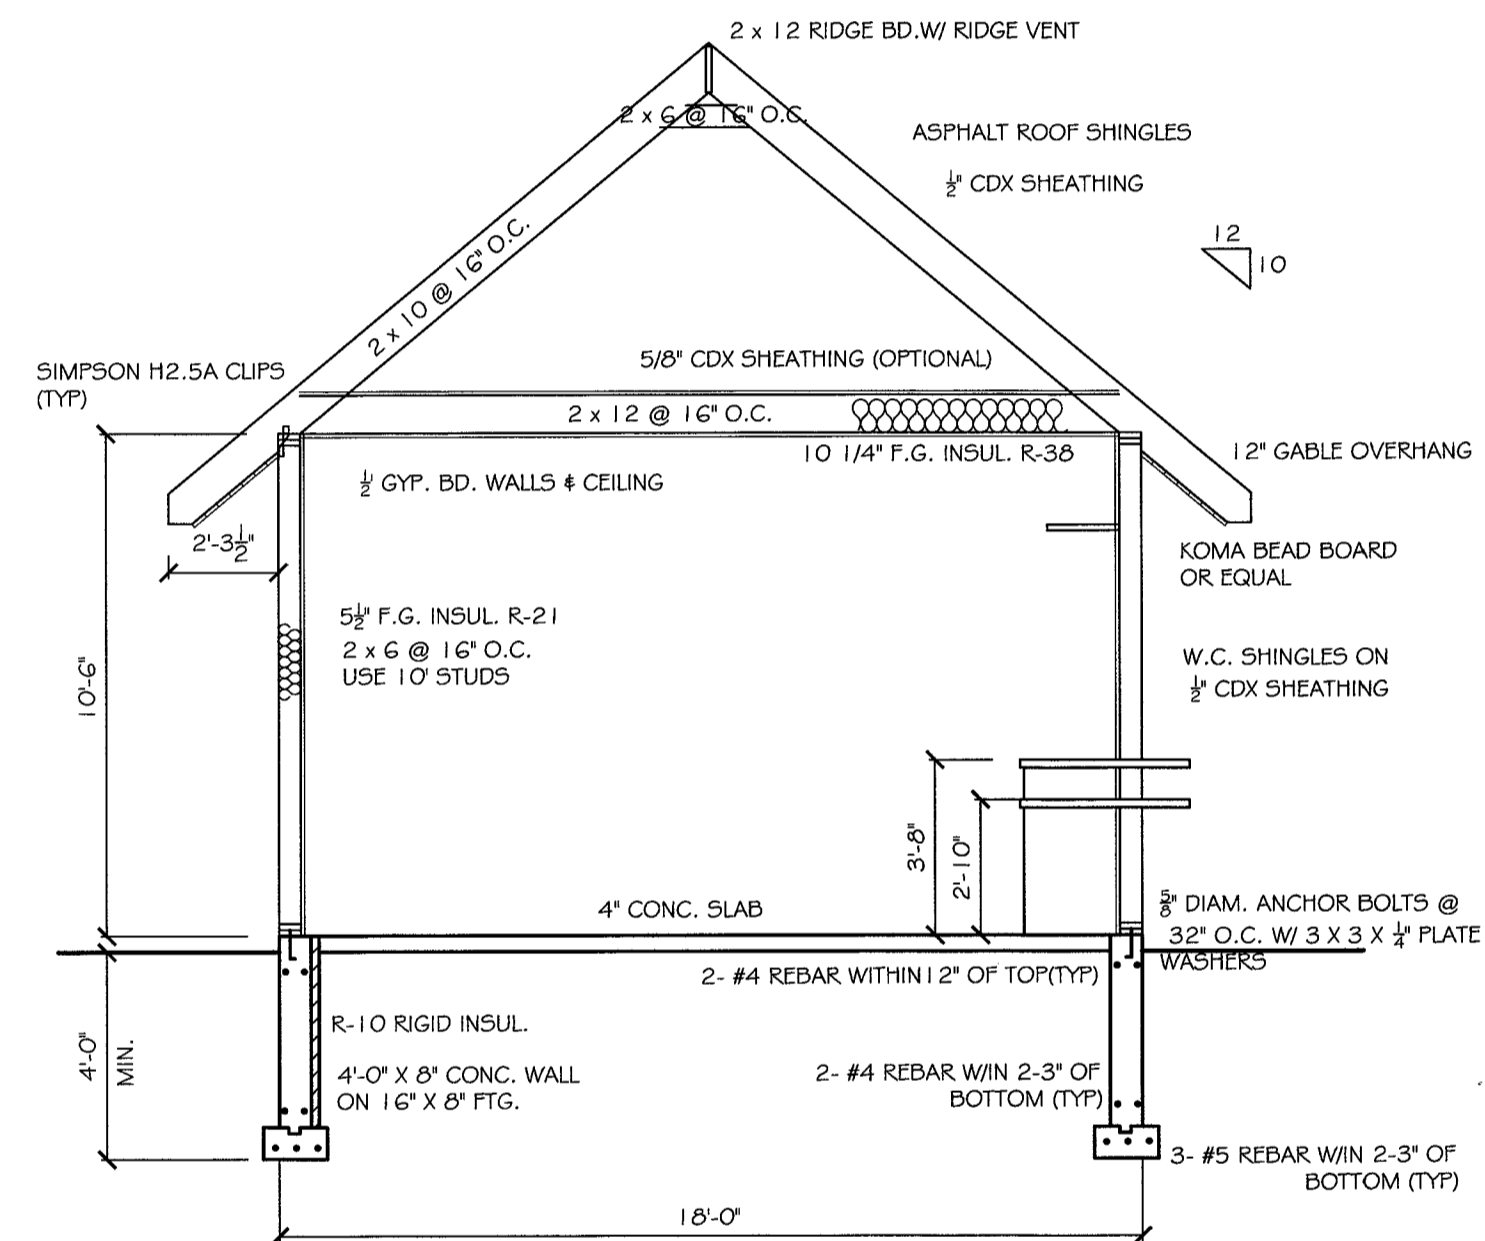 2 x 12 RIDGE BD.W/ RIDGE VENT
2 x 6 @ 16" O.C.
ASPHALT ROOF SHINGLES
½" CDX SHEATHING
12
10
2 x 10 @ 16" O.C.
SIMPSON H2.5A CLIPS
(TYP)
5/8" CDX SHEATHING (OPTIONAL)
2 x 12 @ 16" O.C.
10 1/4" F.G. INSUL. R-38
12" GABLE OVERHANG
½" GYP. BD. WALLS & CEILING
2'-3½"
KOMA BEAD BOARD
OR EQUAL
5½" F.G. INSUL. R-21
2 x 6 @ 16" O.C.
USE 10' STUDS
10'-6"
W.C. SHINGLES ON
½" CDX SHEATHING
3'-8"
2'-10"
4" CONC. SLAB
⅝" DIAM. ANCHOR BOLTS @
32" O.C. W/ 3 X 3 X ¼" PLATE
WASHERS
2- #4 REBAR WITHIN12" OF TOP(TYP)
R-10 RIGID INSUL.
4'-0"
MIN.
4'-0" X 8" CONC. WALL
ON 16" X 8" FTG.
2- #4 REBAR W/IN 2-3" OF
BOTTOM (TYP)
3- #5 REBAR W/IN 2-3" OF
BOTTOM (TYP)
18'-0"